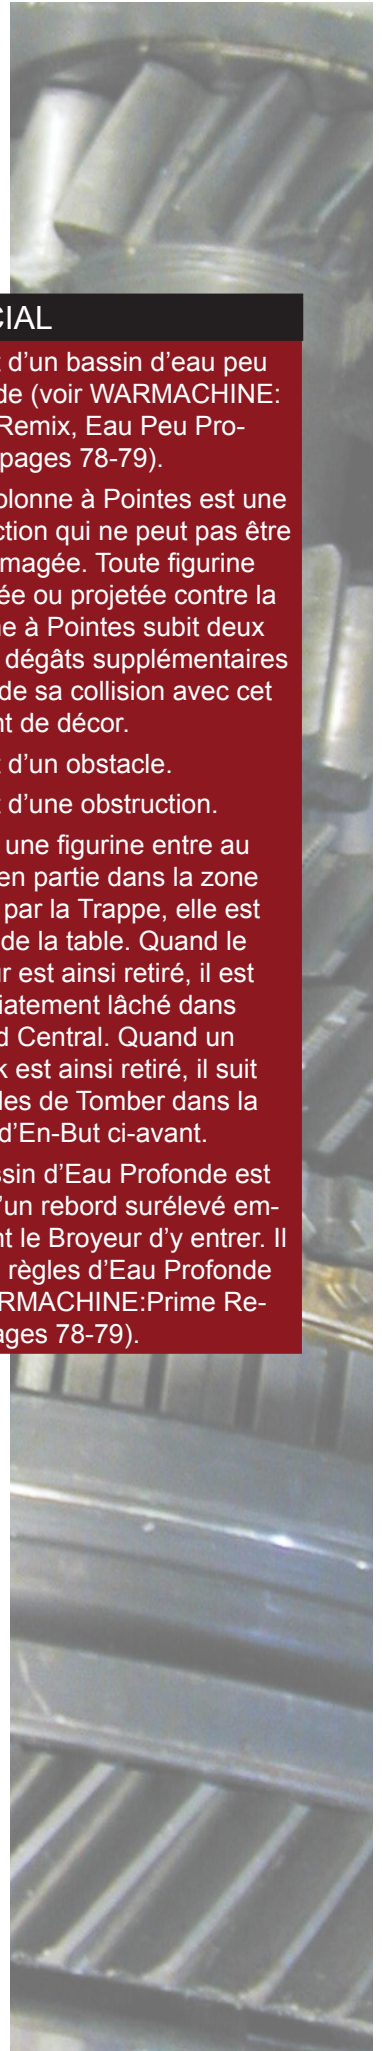 CIAL
t d'un bassin d'eau peu
de (voir WARMACHINE:
Remix, Eau Peu Pro-
pages 78-79).
olonne à Pointes est une
ction qui ne peut pas être
magée. Toute figurine
ée ou projetée contre la
ne à Pointes subit deux
dégâts supplémentaires
de sa collision avec cet
nt de décor.
t d'un obstacle.
t d'une obstruction.
une figurine entre au
en partie dans la zone
par la Trappe, elle est
de la table. Quand le
ur est ainsi retiré, il est
iatement lâché dans
d Central. Quand un
k est ainsi retiré, il suit
les de Tomber dans la
d'En-But ci-avant.
ssin d'Eau Profonde est
d'un rebord surélevé em-
nt le Broyeur d'y entrer. Il
règles d'Eau Profonde
RMACHINE:Prime Re-
ages 78-79).